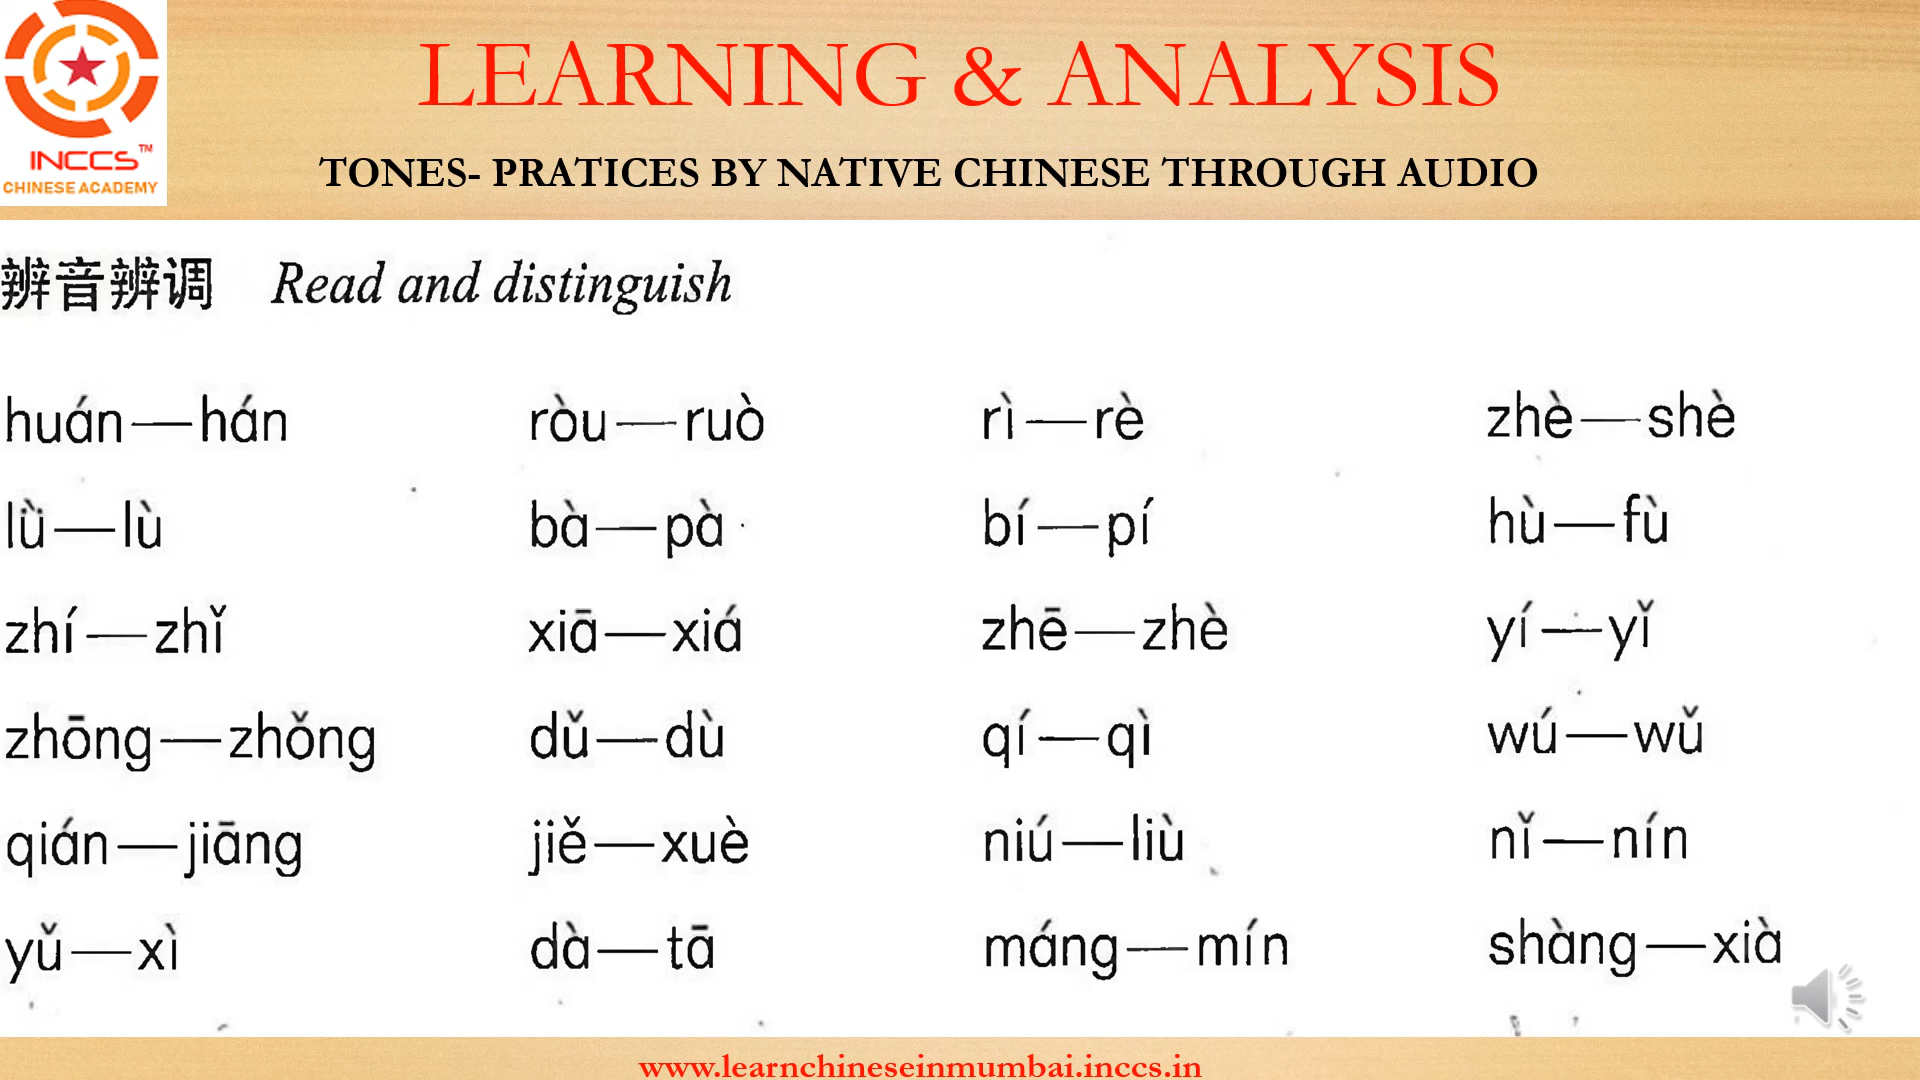 INCCS™
CHINESE ACADEMY
LEARNING & ANALYSIS
TONES- PRATICES BY NATIVE CHINESE THROUGH AUDIO
辨音辨调 Read and distinguish
huán—hán ròu—ruò rì—rè zhè—shè
lǜ—lù bà—pà bí—pí hù—fù
zhí—zhǐ xiā—xiá zhē—zhè yí—yǐ
zhōng—zhǒng dǔ—dù qí—qì wú—wǔ
qián—jiāng jiě—xuè niú—liù nǐ—nín
yǔ—xì dà—tā máng—mín shàng—xià
www.learnchineseinmumbai.inccs.in